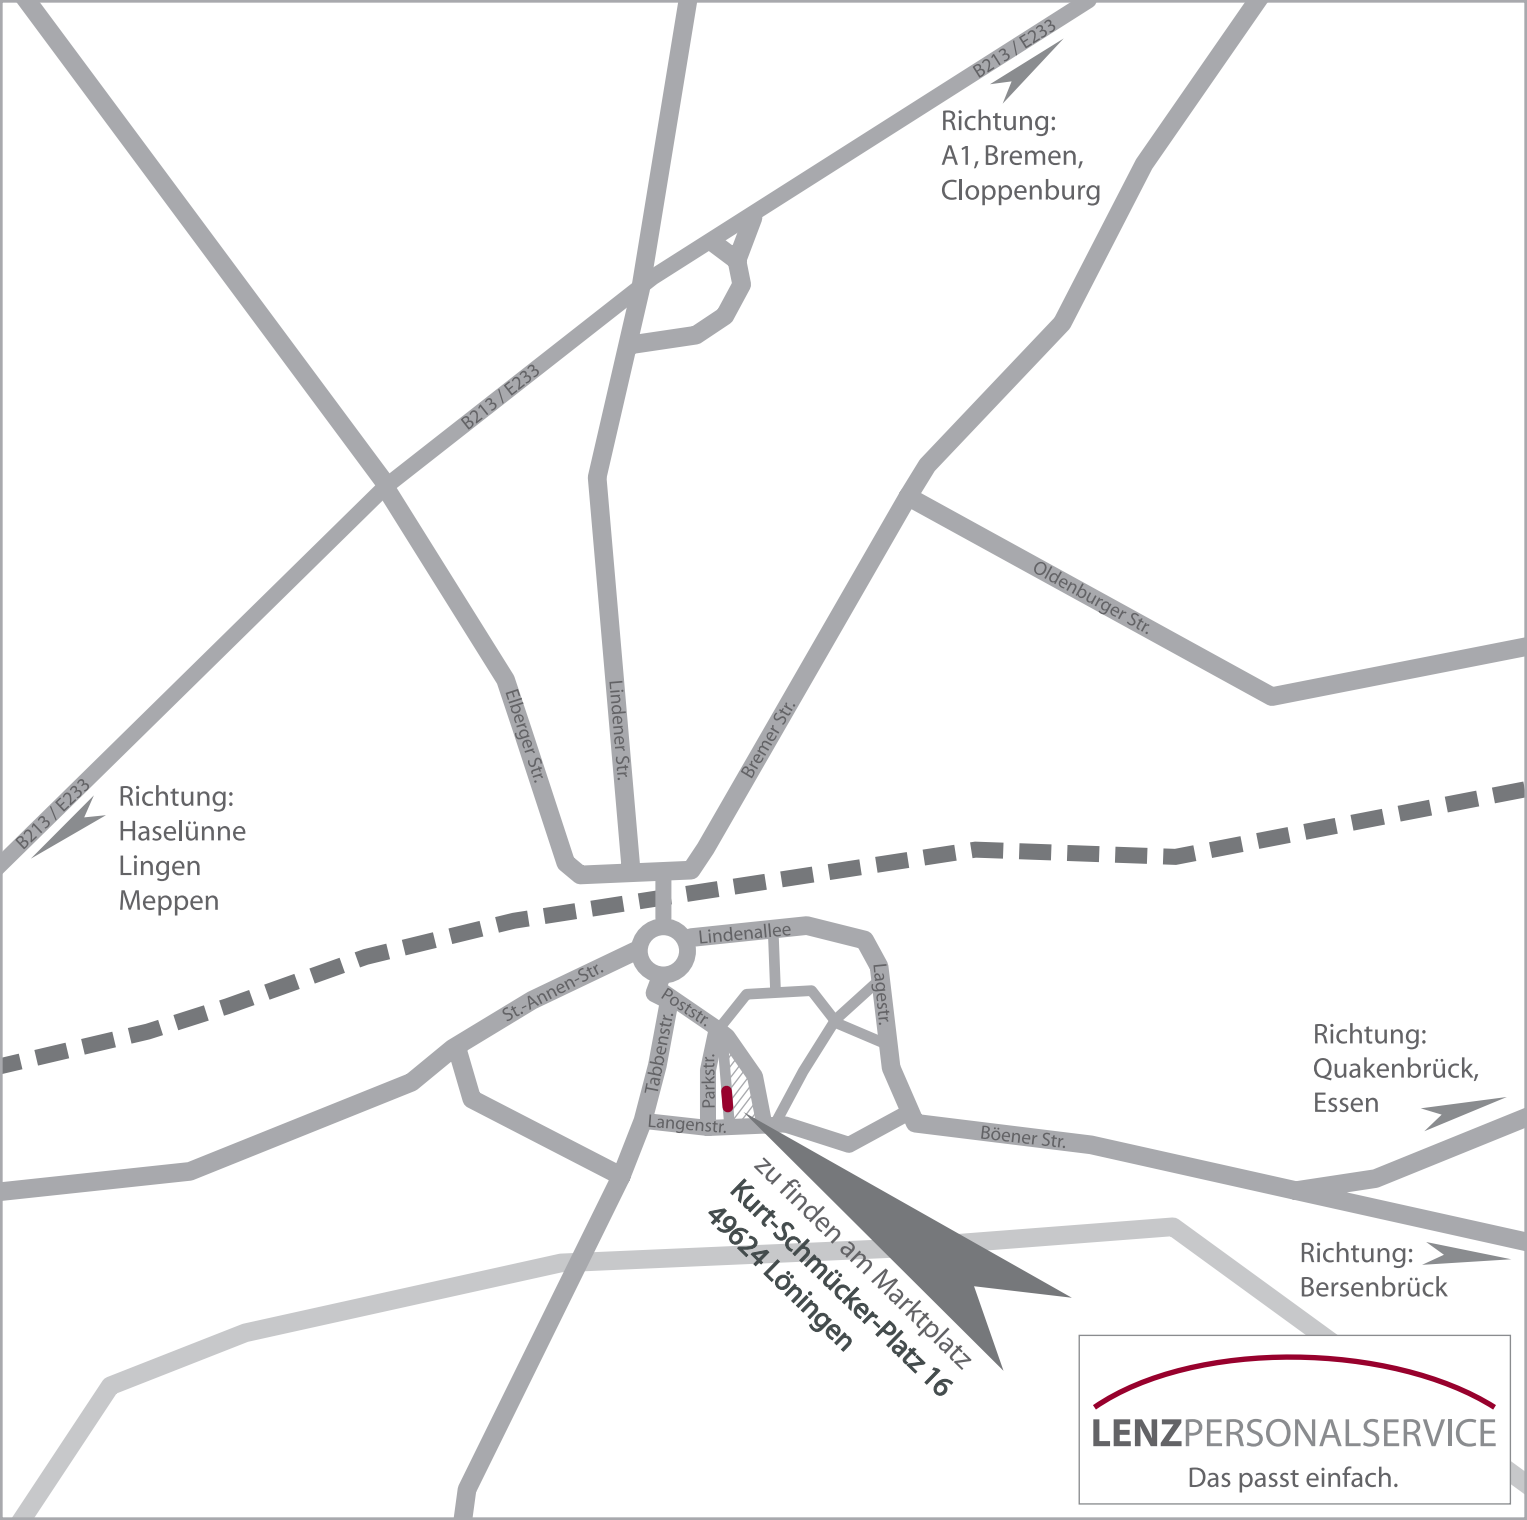 B213 / E233
Richtung:
A1, Bremen,
Cloppenburg
B213 / E233
Oldenburger Str.
Elberger Str.
Lindener Str.
Bremer Str.
B213 / E233
Richtung:
Haselünne
Lingen
Meppen
Lindenallee
St.-Annen-Str.
Lagestr.
Poststr.
Tabbenstr.
Parkstr.
Langenstr.
Richtung:
Quakenbrück,
Essen
Böener Str.
zu finden am Marktplatz
Kurt-Schmücker-Platz 16
49624 Löningen
Richtung:
Bersenbrück
LENZPERSONALSERVICE
Das passt einfach.